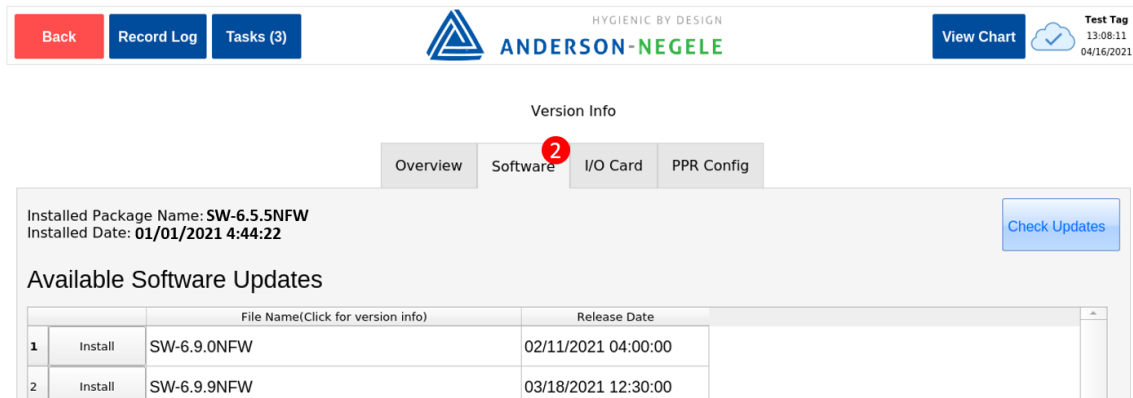 Back Record Log Tasks (3) HYGIENIC BY DESIGN View Chart Test Tag
ANDERSON-NEGELE 13:08:11
04/16/2021
Version Info
Overview Software 2 I/O Card PPR Config
Installed Package Name: SW-6.5.5NFW
Installed Date: 01/01/2021 4:44:22
Check Updates
Available Software Updates
File Name(Click for version info) Release Date
1 Install SW-6.9.0NFW 02/11/2021 04:00:00
2 Install SW-6.9.9NFW 03/18/2021 12:30:00